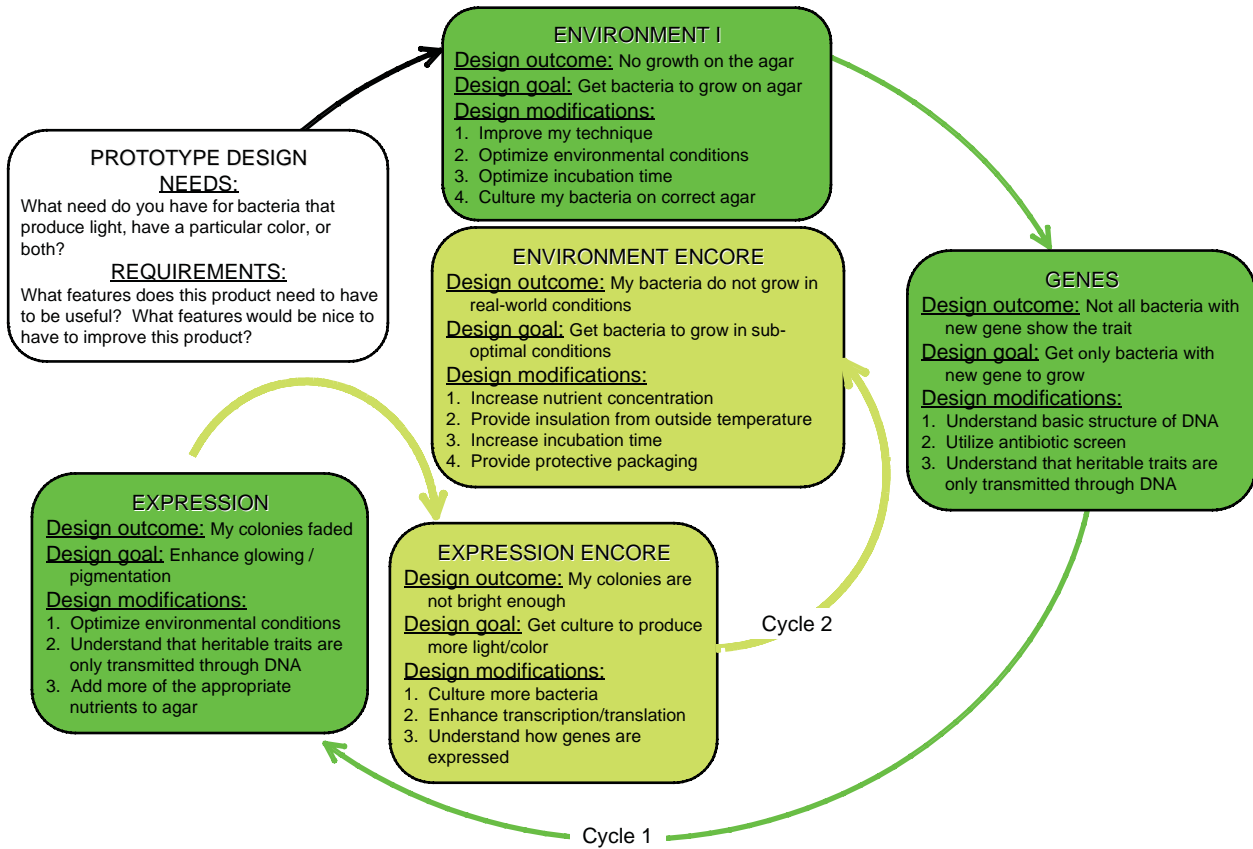 PROTOTYPE DESIGN
NEEDS:
What need do you have for bacteria that
produce light, have a particular color, or
both?
REQUIREMENTS:
What features does this product need to have
to be useful?  What features would be nice to
have to improve this product?
ENVIRONMENT I
Design outcome: No growth on the agar
Design goal: Get bacteria to grow on agar
Design modifications:
1. Improve my technique
2. Optimize environmental conditions
3. Optimize incubation time
4. Culture my bacteria on correct agar
GENES
Design outcome: Not all bacteria with
new gene show the trait
Design goal: Get only bacteria with
new gene to grow
Design modifications:
1. Understand basic structure of DNA
2. Utilize antibiotic screen
3. Understand that heritable traits are
only transmitted through DNA
Cycle 1
EXPRESSION
Design outcome: My colonies faded
Design goal: Enhance glowing /
pigmentation
Design modifications:
1. Optimize environmental conditions
2. Understand that heritable traits are
only transmitted through DNA
3. Add more of the appropriate
nutrients to agar
EXPRESSION ENCORE
Design outcome: My colonies are
not bright enough
Design goal: Get culture to produce
more light/color
Design modifications:
1. Culture more bacteria
2. Enhance transcription/translation
3. Understand how genes are
expressed
Cycle 2
ENVIRONMENT ENCORE
Design outcome: My bacteria do not grow in
real-world conditions
Design goal: Get bacteria to grow in sub-
optimal conditions
Design modifications:
1. Increase nutrient concentration
2. Provide insulation from outside temperature
3. Increase incubation time
4. Provide protective packaging